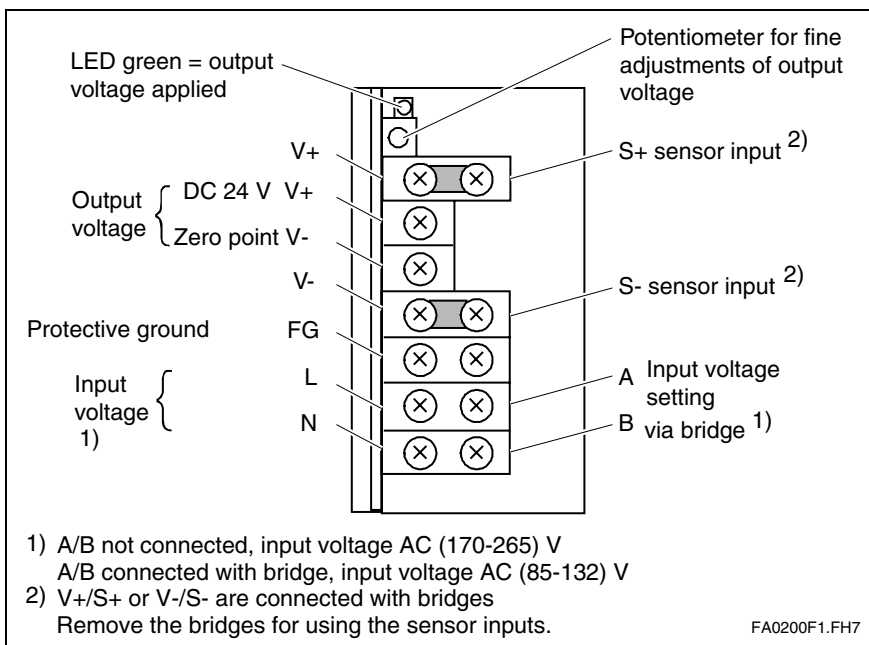 LED green = output
voltage applied
Potentiometer for fine
adjustments of output
voltage
V+
S+ sensor input 2)
Output
voltage
DC 24 V V+
Zero point V-
V-
S- sensor input 2)
Protective ground
FG
Input
voltage
1)
L
N
A
B
Input voltage
setting
via bridge 1)
1) A/B not connected, input voltage AC (170-265) V
A/B connected with bridge, input voltage AC (85-132) V
2) V+/S+ or V-/S- are connected with bridges
Remove the bridges for using the sensor inputs.
FA0200F1.FH7